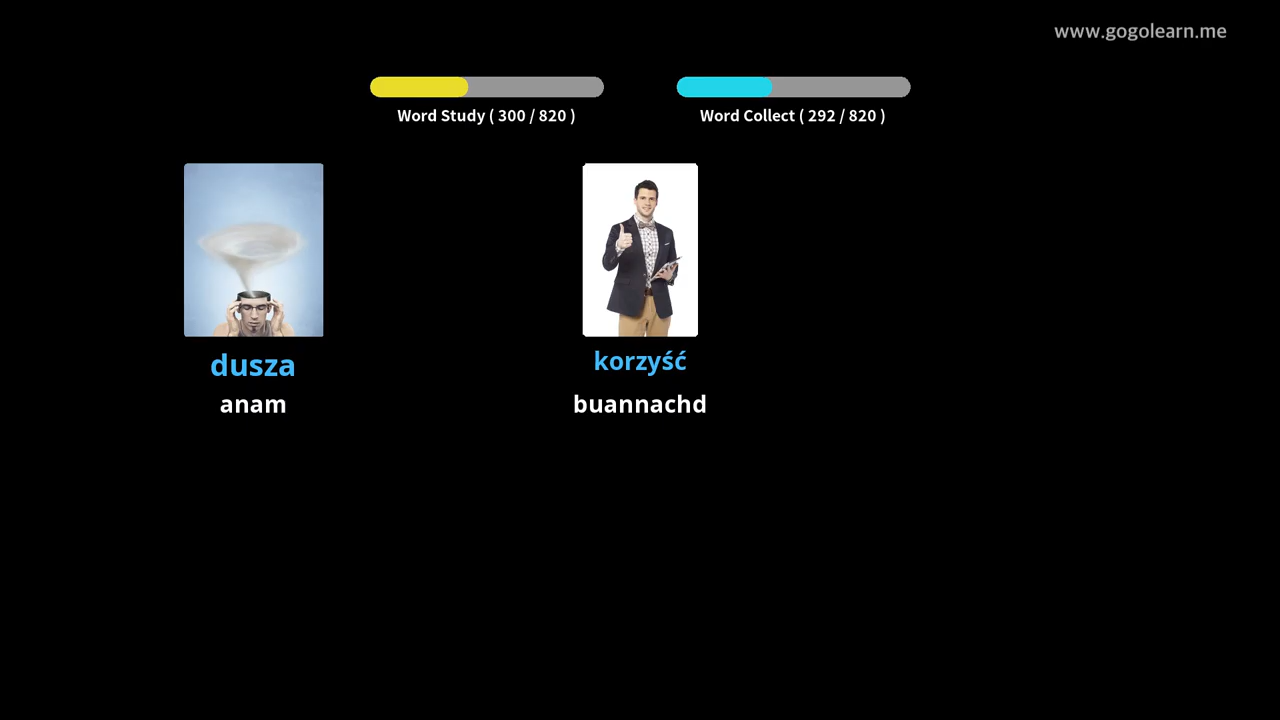 www.gogolearn.me
Word Study ( 300 / 820 )
Word Collect ( 292 / 820 )
dusza
anam
korzyść
buannachd